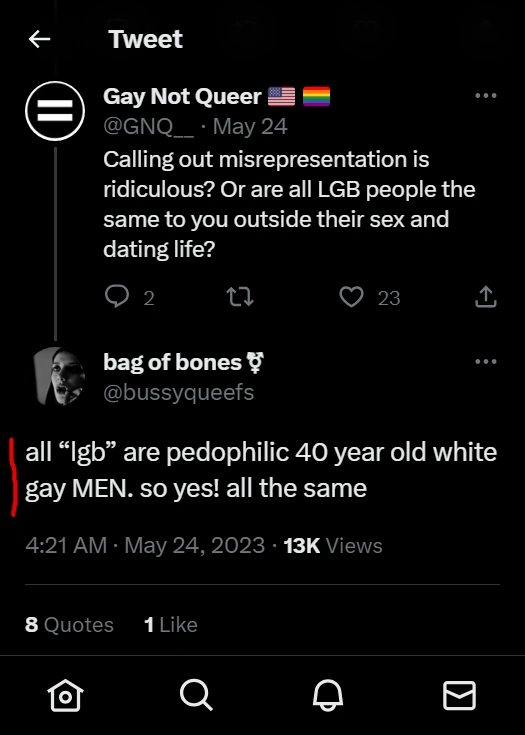 Tweet
Gay Not Queer 🇺🇸 🏳️‍🌈
@GNQ__ · May 24
Calling out misrepresentation is
ridiculous? Or are all LGB people the
same to you outside their sex and
dating life?
2 23
bag of bones ⚧
@bussyqueefs
all “lgb” are pedophilic 40 year old white
gay MEN. so yes! all the same
4:21 AM · May 24, 2023 · 13K Views
8 Quotes 1 Like